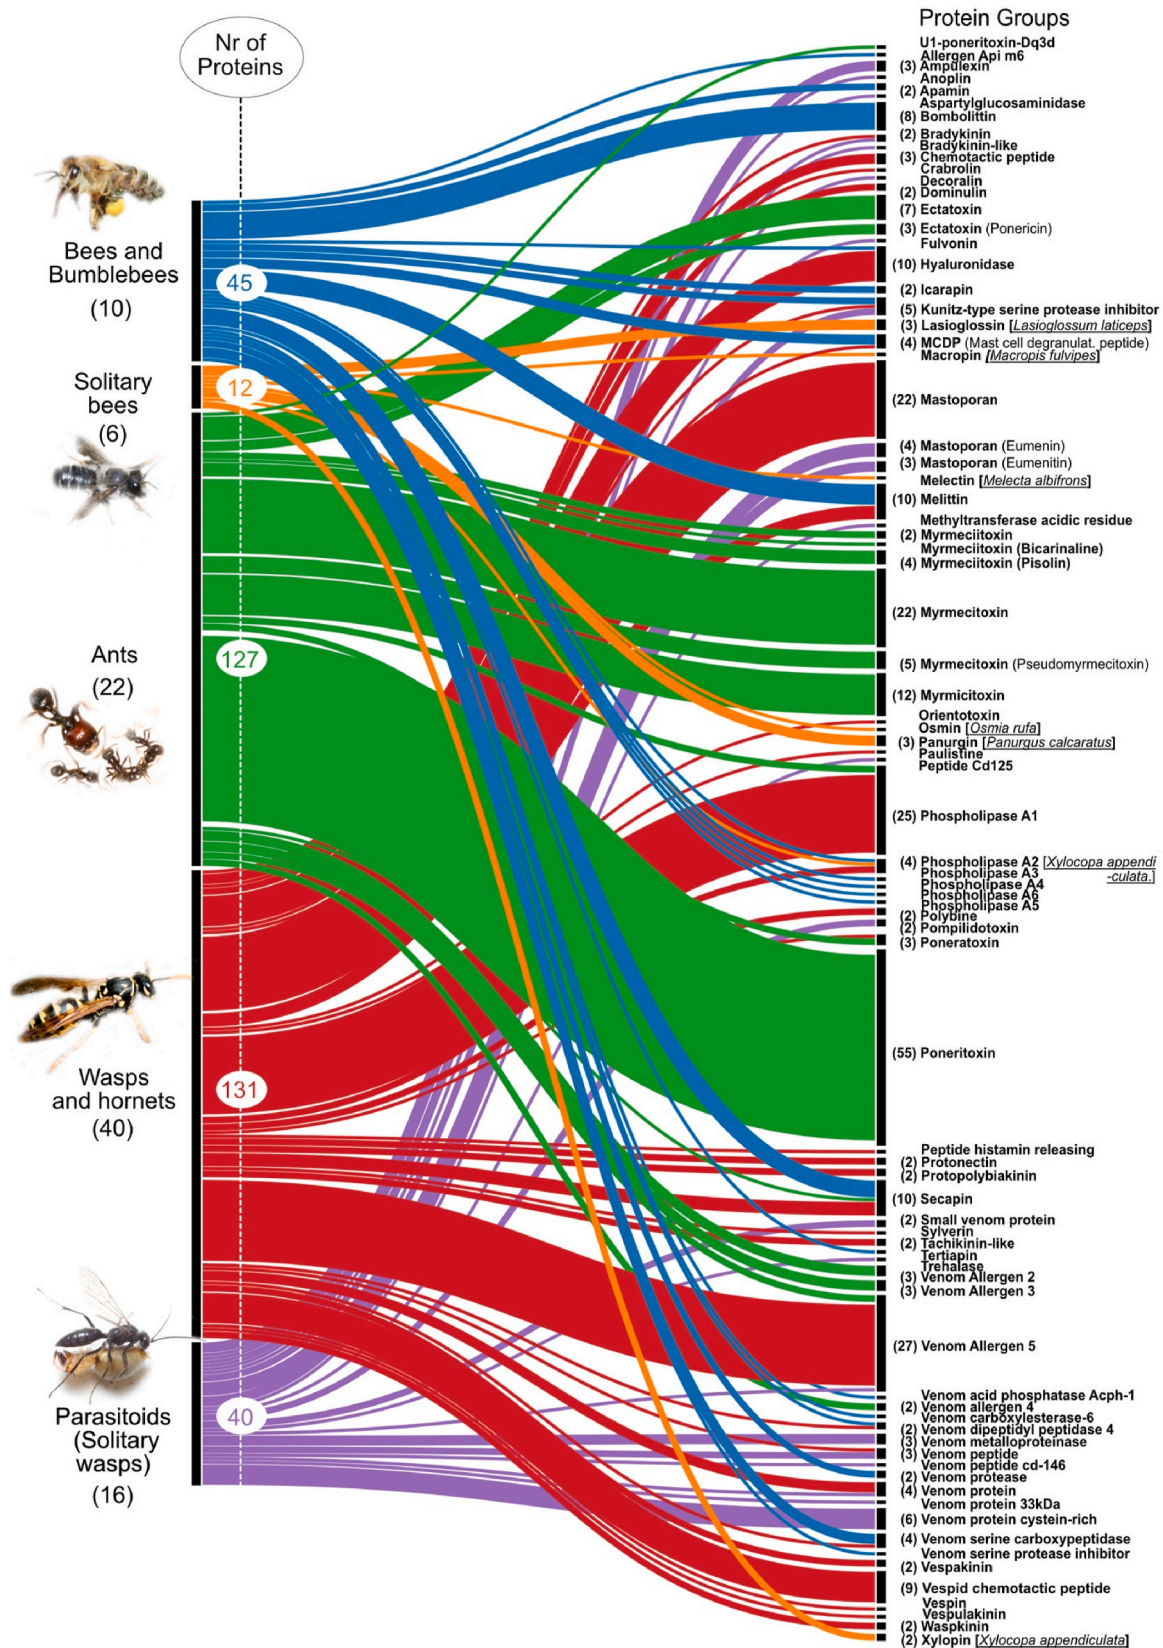 Protein Groups
Nr of
Proteins
U1-poneritoxin-Dq3d
Allergen Api m6
(3) Ampulexin
Anoplin
(2) Apamin
Aspartylglucosaminidase
(8) Bombolittin
(2) Bradykinin
Bradykinin-like
(3) Chemotactic peptide
Crabrolin
Decoralin
(2) Dominulin
(7) Ectatoxin
(3) Ectatoxin (Ponericin)
Fulvonin
(10) Hyaluronidase
(2) Icarapin
(5) Kunitz-type serine protease inhibitor
(3) Lasioglossin [Lasioglossum laticeps]
(4) MCDP (Mast cell degranulat. peptide)
Macropin [Macropis fulvipes]
(22) Mastoporan
(4) Mastoporan (Eumenin)
(3) Mastoporan (Eumenitin)
Melectin [Melecta albifrons]
(10) Melittin
Methyltransferase acidic residue
(2) Myrmeciitoxin
Myrmeciitoxin (Bicarinaline)
(4) Myrmeciitoxin (Pisolin)
(22) Myrmecitoxin
(5) Myrmecitoxin (Pseudomyrmecitoxin)
(12) Myrmicitoxin
Orientotoxin
Osmin [Osmia rufa]
(3) Panurgin [Panurgus calcaratus]
Paulistine
Peptide Cd125
(25) Phospholipase A1
(4) Phospholipase A2 [Xylocopa appendi
-culata.]
Phospholipase A3
Phospholipase A4
Phospholipase A6
Phospholipase A5
(2) Polybine
(2) Pompilidotoxin
(3) Poneratoxin
(55) Poneritoxin
Peptide histamin releasing
(2) Protonectin
(2) Protopolybiakinin
(10) Secapin
(2) Small venom protein
Sylverin
(2) Tachikinin-like
Tertiapin
Trehalase
(3) Venom Allergen 2
(3) Venom Allergen 3
(27) Venom Allergen 5
Venom acid phosphatase Acph-1
(2) Venom allergen 4
Venom carboxylesterase-6
(2) Venom dipeptidyl peptidase 4
(3) Venom metalloproteinase
(3) Venom peptide
Venom peptide cd-146
(2) Venom protease
(4) Venom protein
Venom protein 33kDa
(6) Venom protein cystein-rich
(4) Venom serine carboxypeptidase
Venom serine protease inhibitor
(2) Vespakinin
(9) Vespid chemotactic peptide
Vespin
Vespulakinin
(2) Waspkinin
(2) Xylopin [Xylocopa appendiculata]
Bees and
Bumblebees
(10)
45
Solitary
bees
(6)
12
Ants
(22)
127
Wasps
and hornets
(40)
131
Parasitoids
(Solitary
wasps)
(16)
40